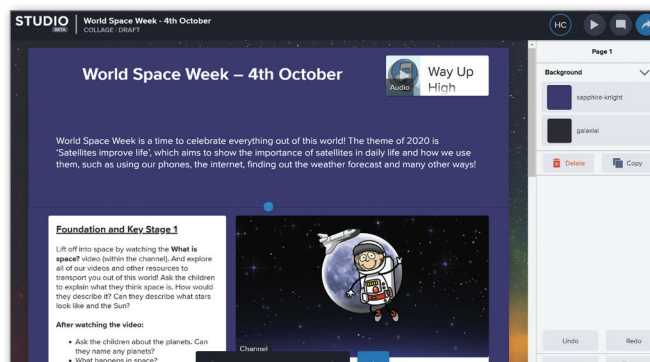 STUDIO
BETA
World Space Week - 4th October
COLLAGE | DRAFT
HC
World Space Week – 4th October
Audio
Way Up
High
Page 1
Background
sapphire-knight
galaxial
Delete
Copy
World Space Week is a time to celebrate everything out of this world! The theme of 2020 is
‘Satellites improve life’, which aims to show the importance of satellites in daily life and how we use
them, such as using our phones, the internet, finding out the weather forecast and many other ways!
Foundation and Key Stage 1
Lift off into space by watching the What is
space? video (within the channel). And explore
all of our videos and other resources to
transport you out of this world! Ask the children
to explain what they think space is. How would
they describe it? Can they describe what stars
look like and the Sun?
After watching the video:
• Ask the children about the planets. Can
they name any planets?
• What happens in space?
Channel
Undo
Redo